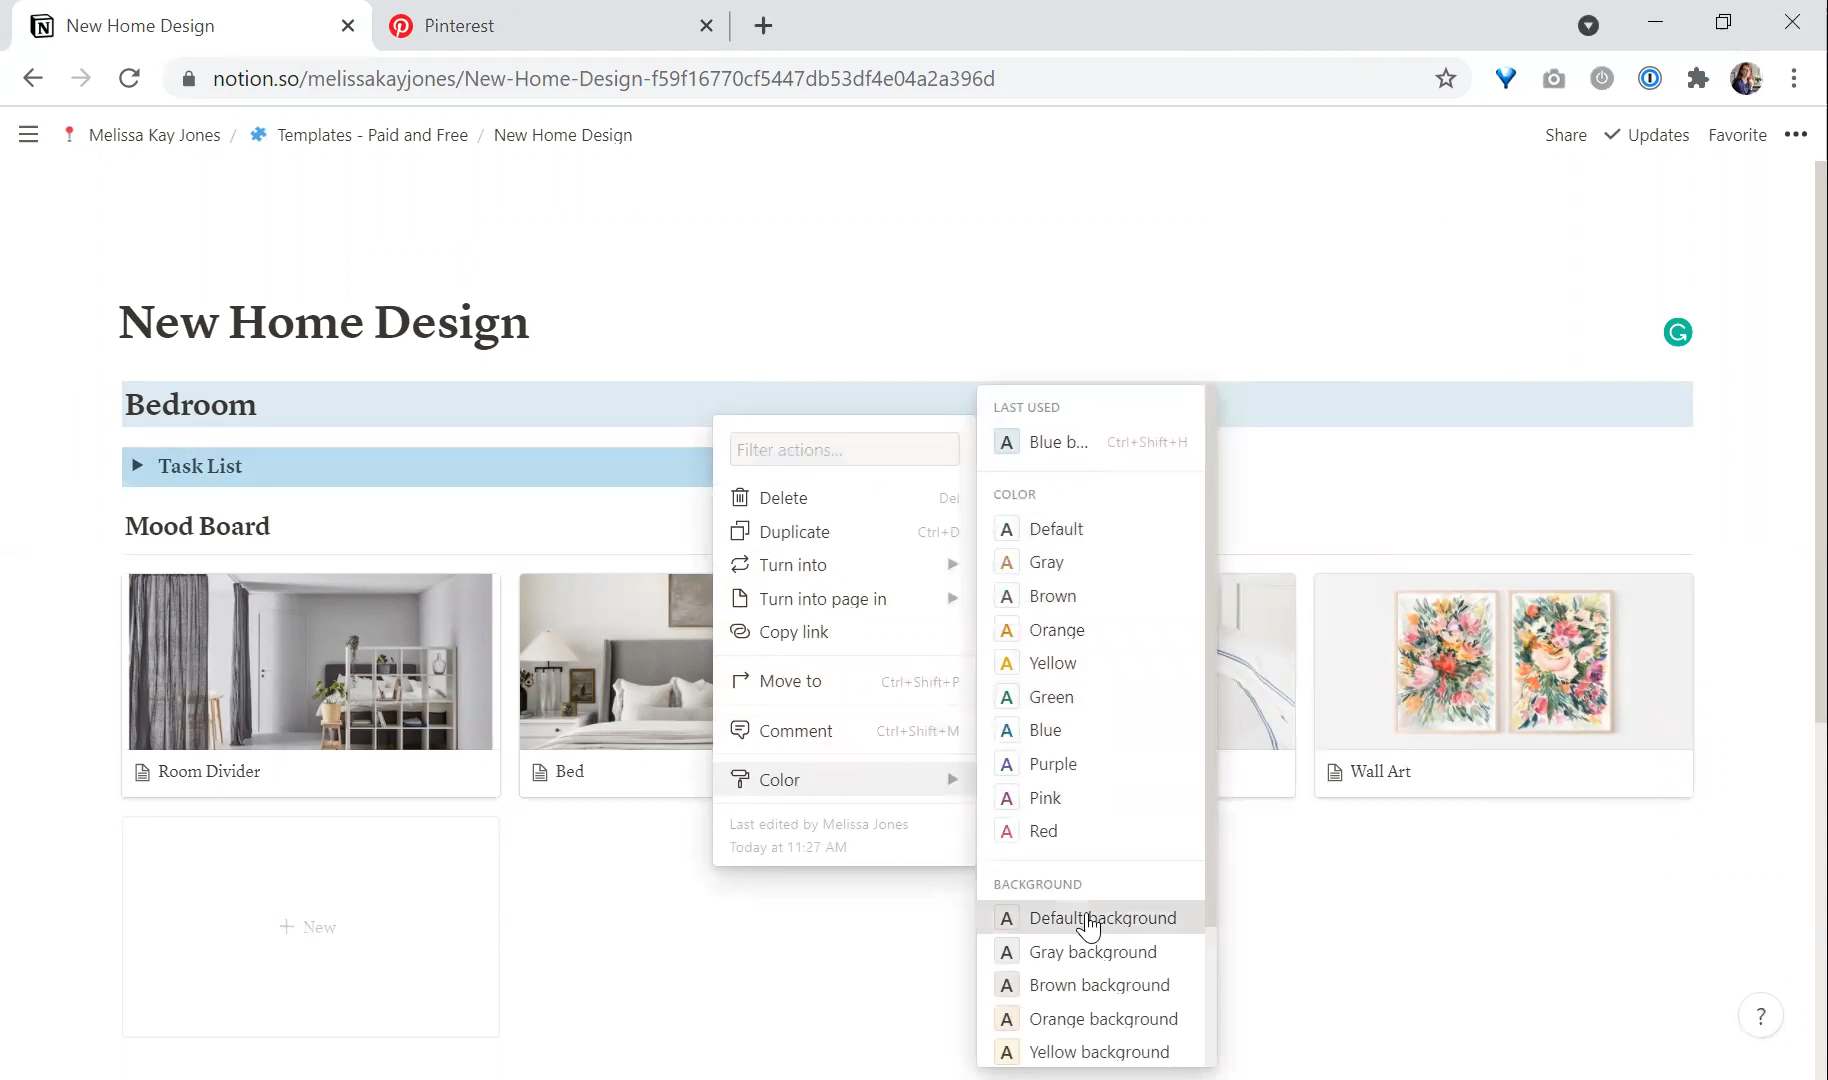 New Home Design
Pinterest
notion.so/melissakayjones/New-Home-Design-f59f16770cf5447db53df4e04a2a396d
Melissa Kay Jones / Templates - Paid and Free / New Home Design
Share Updates Favorite
New Home Design
Bedroom
Task List
Mood Board
Room Divider
Bed
Wall Art
+ New
Filter actions...
Delete Del
Duplicate Ctrl+D
Turn into
Turn into page in
Copy link
Move to Ctrl+Shift+P
Comment Ctrl+Shift+M
Color
Last edited by Melissa Jones
Today at 11:27 AM
LAST USED
A Blue b... Ctrl+Shift+H
COLOR
A Default
A Gray
A Brown
A Orange
A Yellow
A Green
A Blue
A Purple
A Pink
A Red
BACKGROUND
A Default background
A Gray background
A Brown background
A Orange background
A Yellow background
?